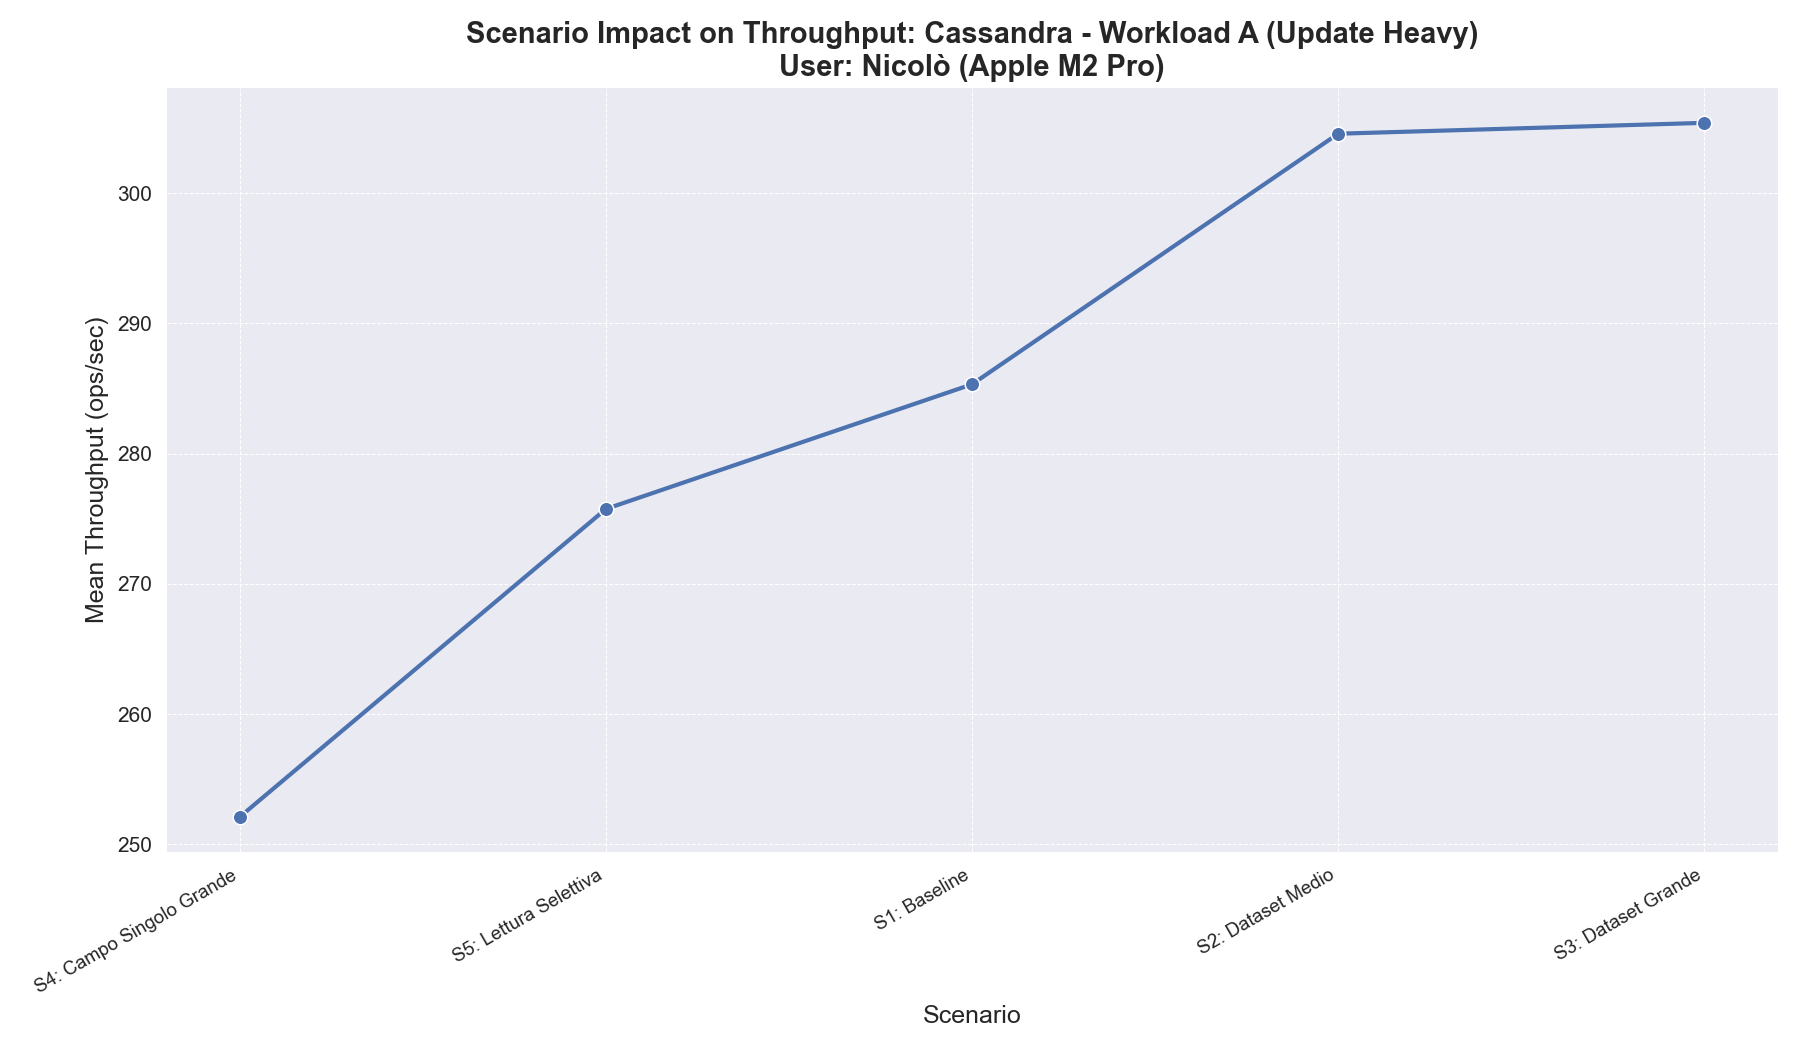 Scenario Impact on Throughput: Cassandra - Workload A (Update Heavy)
User: Nicolò (Apple M2 Pro)
Mean Throughput (ops/sec)
300
290
280
270
260
250
S4: Campo Singolo Grande
S5: Lettura Selettiva
S1: Baseline
S2: Dataset Medio
S3: Dataset Grande
Scenario